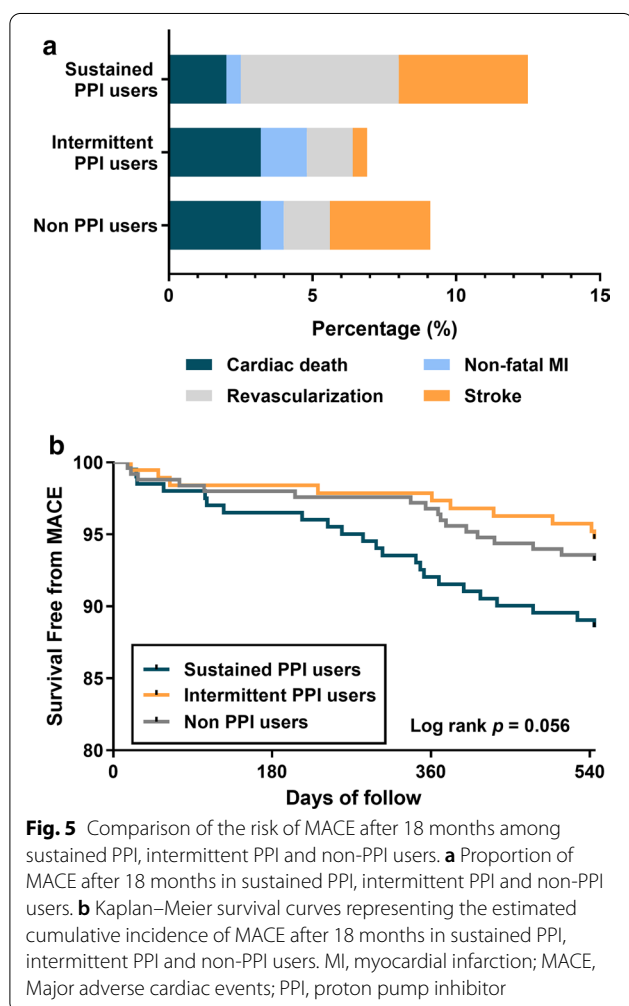 a
Sustained
PPI users
Intermittent
PPI users
Non PPI users
0 5 10 15
Percentage (%)
Cardiac death Non-fatal MI
Revascularization Stroke
b
100
95
90
85
80
Survival Free from MACE
Sustained PPI users
Intermittent PPI users
Non PPI users
Log rank p = 0.056
0 180 360 540
Days of follow
Fig. 5 Comparison of the risk of MACE after 18 months among
sustained PPI, intermittent PPI and non-PPI users. a Proportion of
MACE after 18 months in sustained PPI, intermittent PPI and non-PPI
users. b Kaplan–Meier survival curves representing the estimated
cumulative incidence of MACE after 18 months in sustained PPI,
intermittent PPI and non-PPI users. MI, myocardial infarction; MACE,
Major adverse cardiac events; PPI, proton pump inhibitor